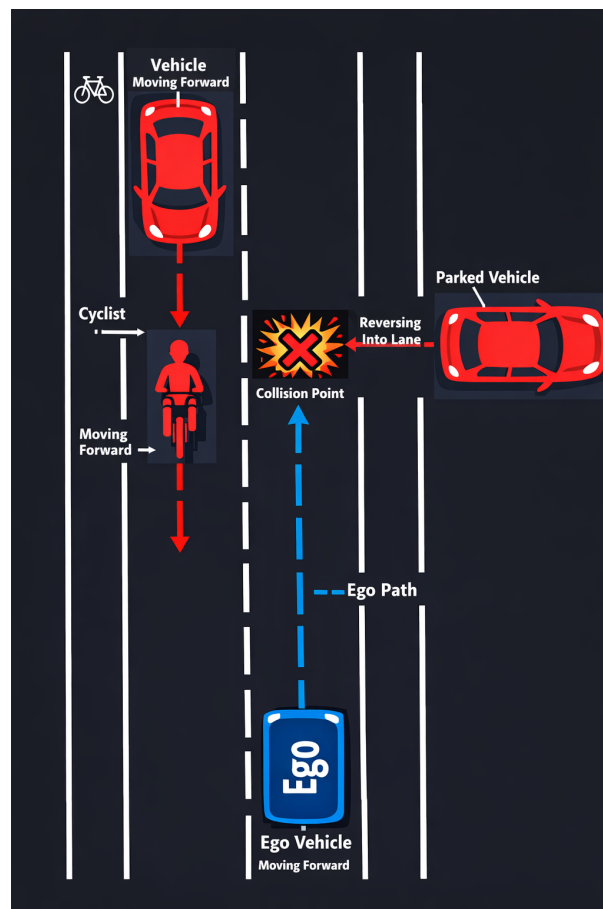 Vehicle
Moving Forward
Parked Vehicle
Cyclist
Reversing
Into Lane
Collision Point
Moving
Forward
Ego Path
Ego
Ego Vehicle
Moving Forward